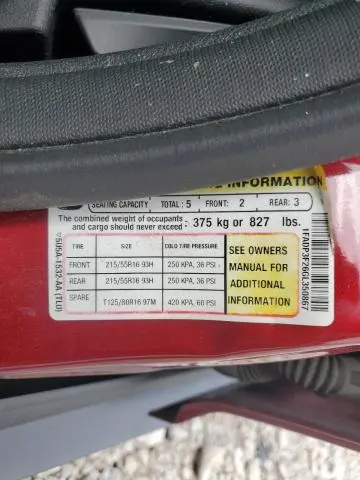 INFORMATION
SEATING CAPACITY TOTAL: 5 FRONT: 2 REAR: 3
The combined weight of occupants and cargo should never exceed: 375 kg or 827 lbs.
TIRE SIZE COLD TIRE PRESSURE
FRONT 215/55R16 93H 250 KPA, 36 PSI
REAR 215/55R16 93H 250 KPA, 36 PSI
SPARE T125/80R16 97M 420 KPA, 60 PSI
SEE OWNERS
MANUAL FOR
ADDITIONAL
INFORMATION
1FADP3F29GL350867